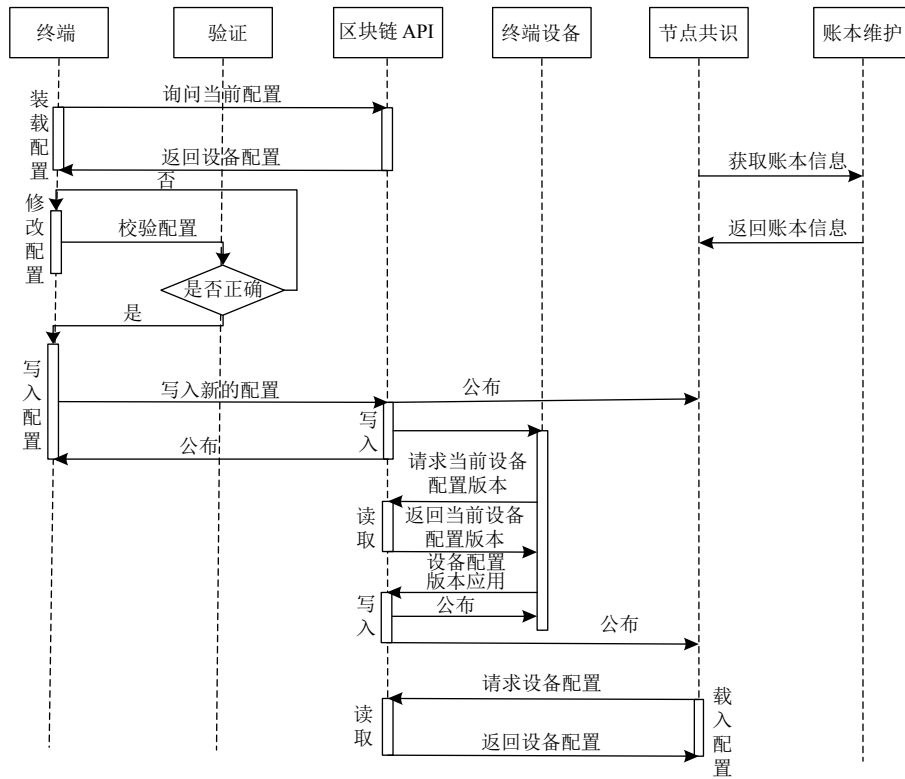 终端
验证
区块链 API
终端设备
节点共识
账本维护
装载配置
询问当前配置
返回设备配置
获取账本信息
否
修改配置
校验配置
返回账本信息
是否正确
是
写入配置
写入新的配置
公布
写入
公布
请求当前设备
配置版本
读取
返回当前设备
配置版本
设备配置
版本应用
写入
公布
公布
请求设备配置
载入配置
读取
返回设备配置